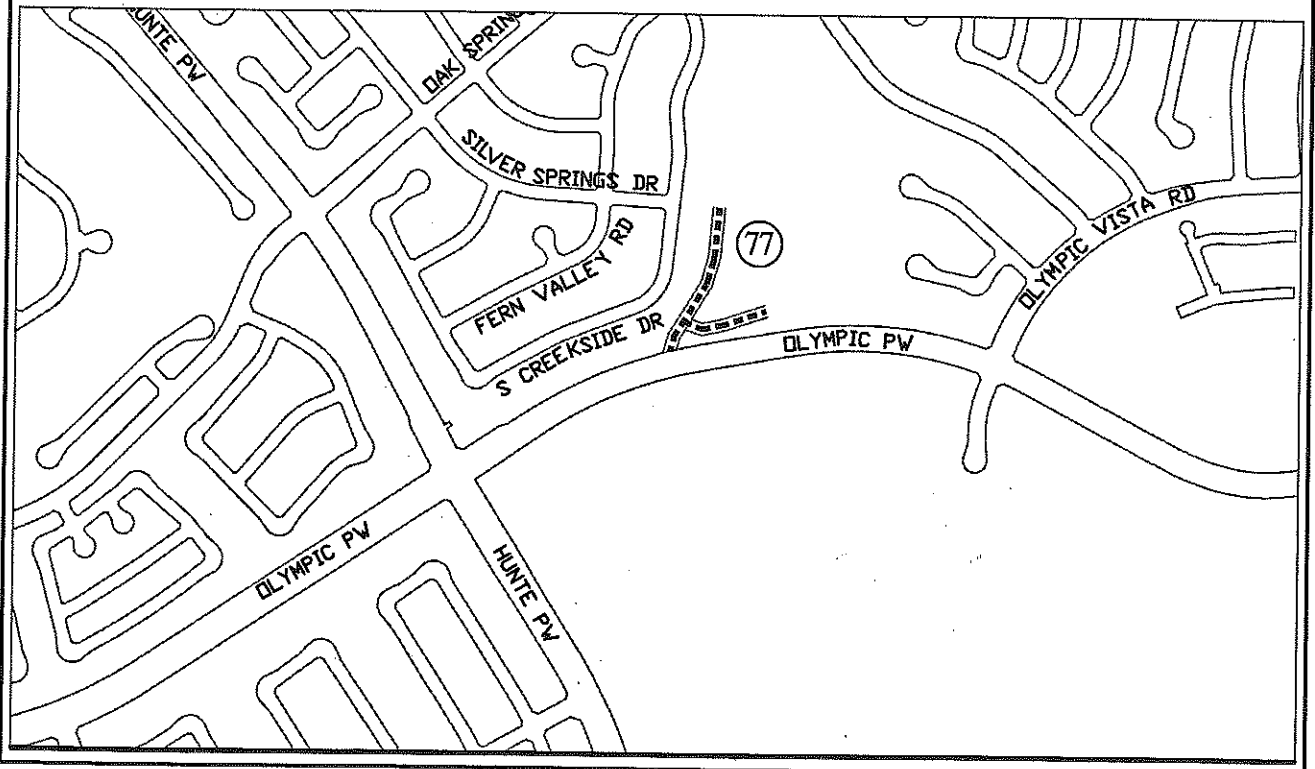 HUNTE PW
OAK SPRING
SILVER SPRINGS DR
FERN VALLEY RD
77
S CREEKSIDE DR
OLYMPIC PW
OLYMPIC VISTA RD
OLYMPIC PW
HUNTE PW